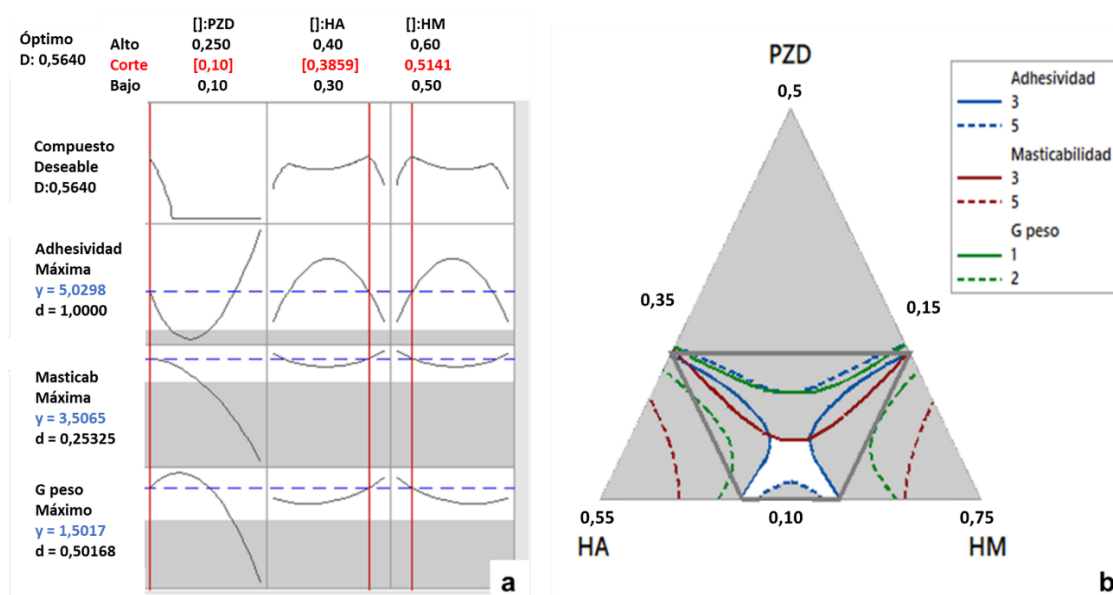 []:PZD []:HA []:HM
Óptimo
D: 0,5640
Alto 0,250 0,40 0,60
Corte [0,10] [0,3859] 0,5141
Bajo 0,10 0,30 0,50
Compuesto
Deseable
D:0,5640
Adhesividad
Máxima
y = 5,0298
d = 1,0000
Masticab
Máxima
y = 3,5065
d = 0,25325
G peso
Máximo
y = 1,5017
d = 0,50168
a
PZD
0,5
0,35
0,15
0,55
0,10
0,75
HA
HM
Adhesividad
3
5
Masticabilidad
3
5
G peso
1
2
b